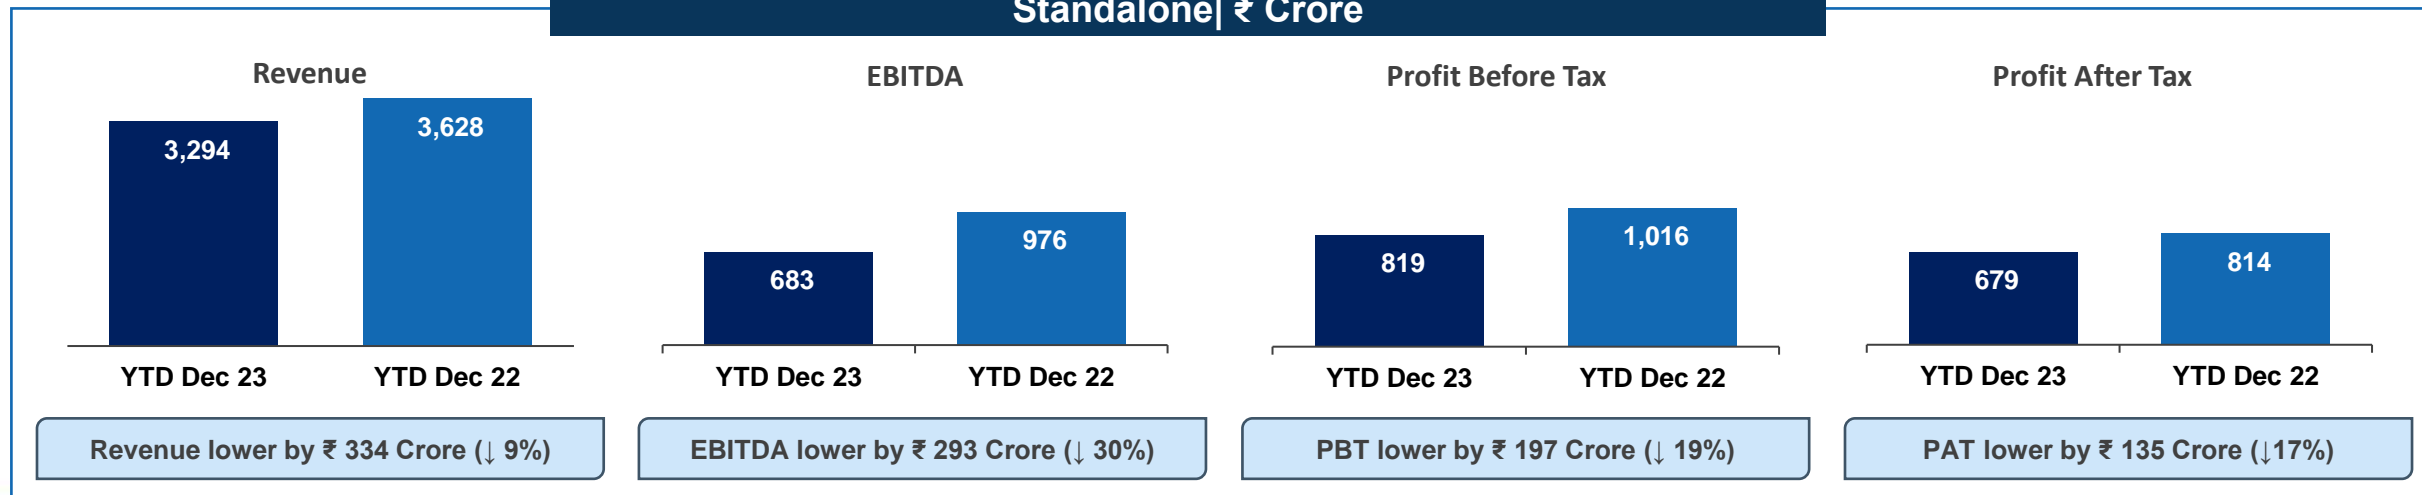 Standalone| ₹ Crore
Revenue
3,294
3,628
YTD Dec 23
YTD Dec 22
Revenue lower by ₹ 334 Crore (↓ 9%)
EBITDA
683
976
YTD Dec 23
YTD Dec 22
EBITDA lower by ₹ 293 Crore (↓ 30%)
Profit Before Tax
819
1,016
YTD Dec 23
YTD Dec 22
PBT lower by ₹ 197 Crore (↓ 19%)
Profit After Tax
679
814
YTD Dec 23
YTD Dec 22
PAT lower by ₹ 135 Crore (↓17%)